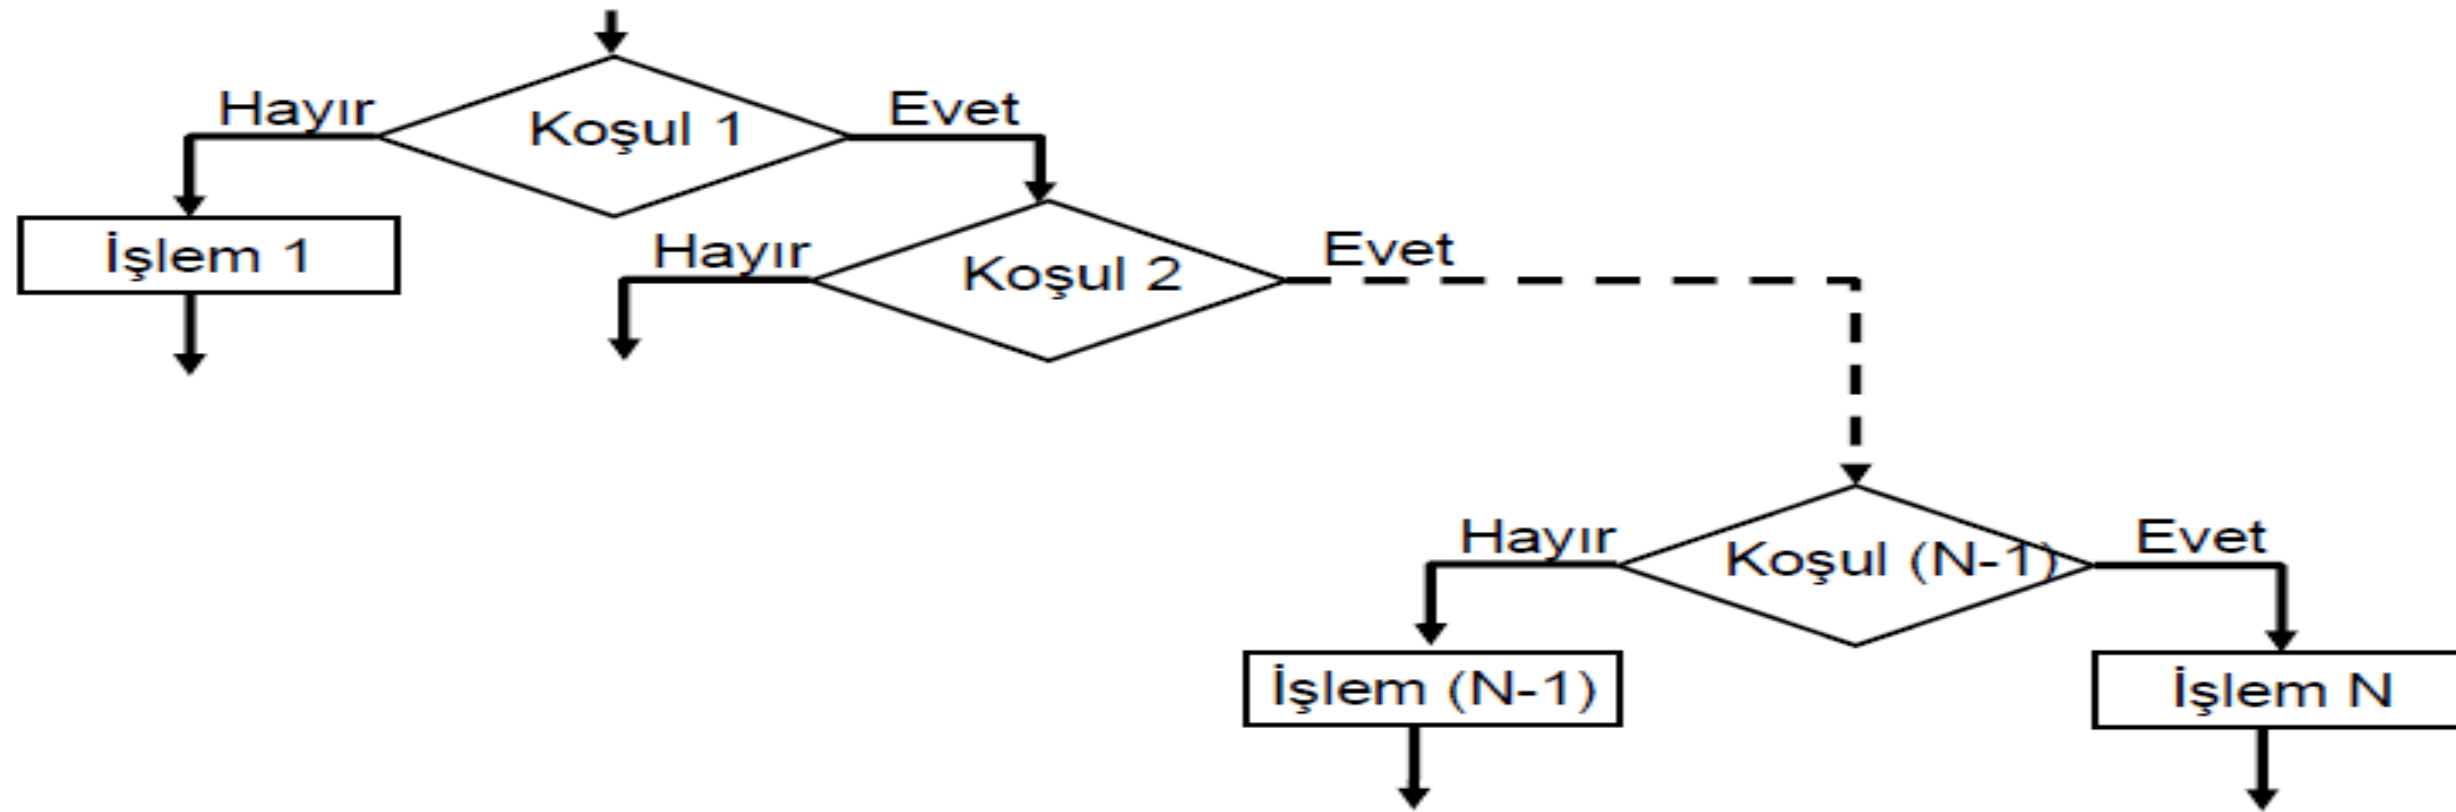 Hayır
Koşul 1
Evet
İşlem 1
Hayır
Koşul 2
Evet
Hayır
Koşul (N-1)
Evet
İşlem (N-1)
İşlem N